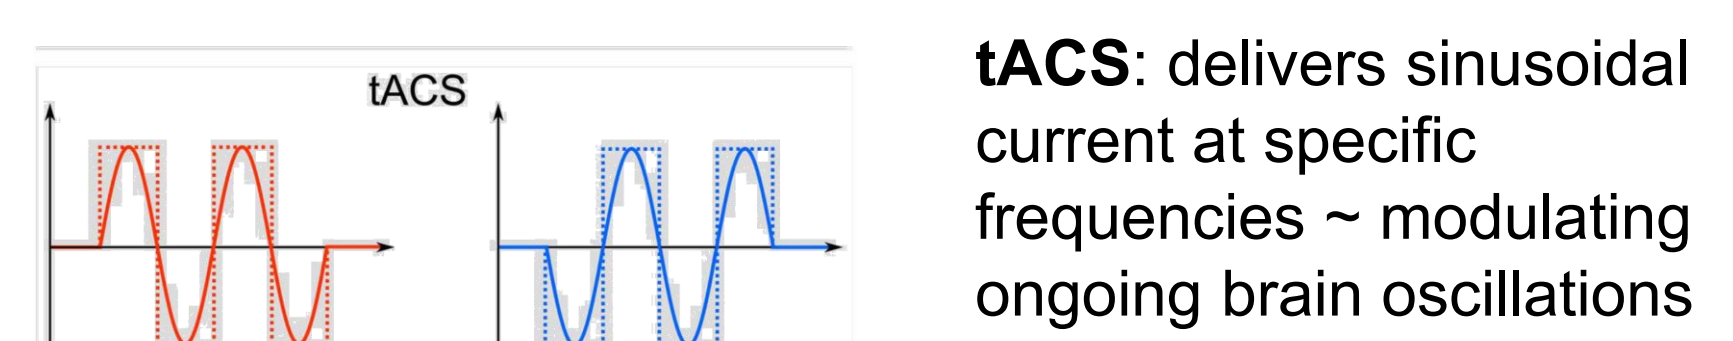 tACS
tACS: delivers sinusoidal
current at specific
frequencies ~ modulating
ongoing brain oscillations